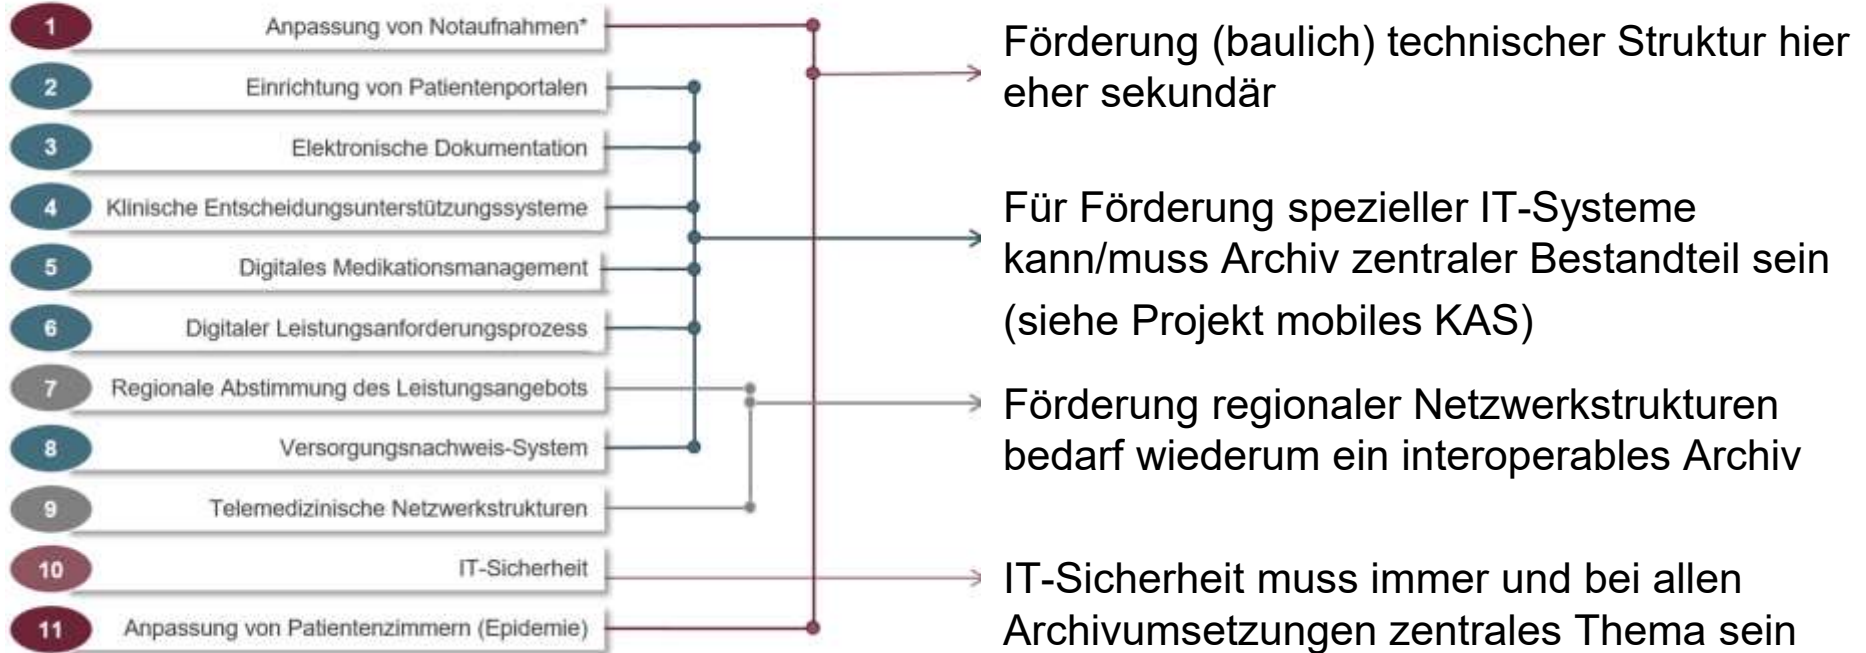 1 Anpassung von Notaufnahmen*
2 Einrichtung von Patientenportalen
3 Elektronische Dokumentation
4 Klinische Entscheidungsunterstützungssysteme
5 Digitales Medikationsmanagement
6 Digitaler Leistungsanforderungsprozess
7 Regionale Abstimmung des Leistungsangebots
8 Versorgungsnachweis-System
9 Telemedizinische Netzwerkstrukturen
10 IT-Sicherheit
11 Anpassung von Patientenzimmern (Epidemie)
Förderung (baulich) technischer Struktur hier
eher sekundär
Für Förderung spezieller IT-Systeme
kann/muss Archiv zentraler Bestandteil sein
(siehe Projekt mobiles KAS)
Förderung regionaler Netzwerkstrukturen
bedarf wiederum ein interoperables Archiv
IT-Sicherheit muss immer und bei allen
Archivumsetzungen zentrales Thema sein